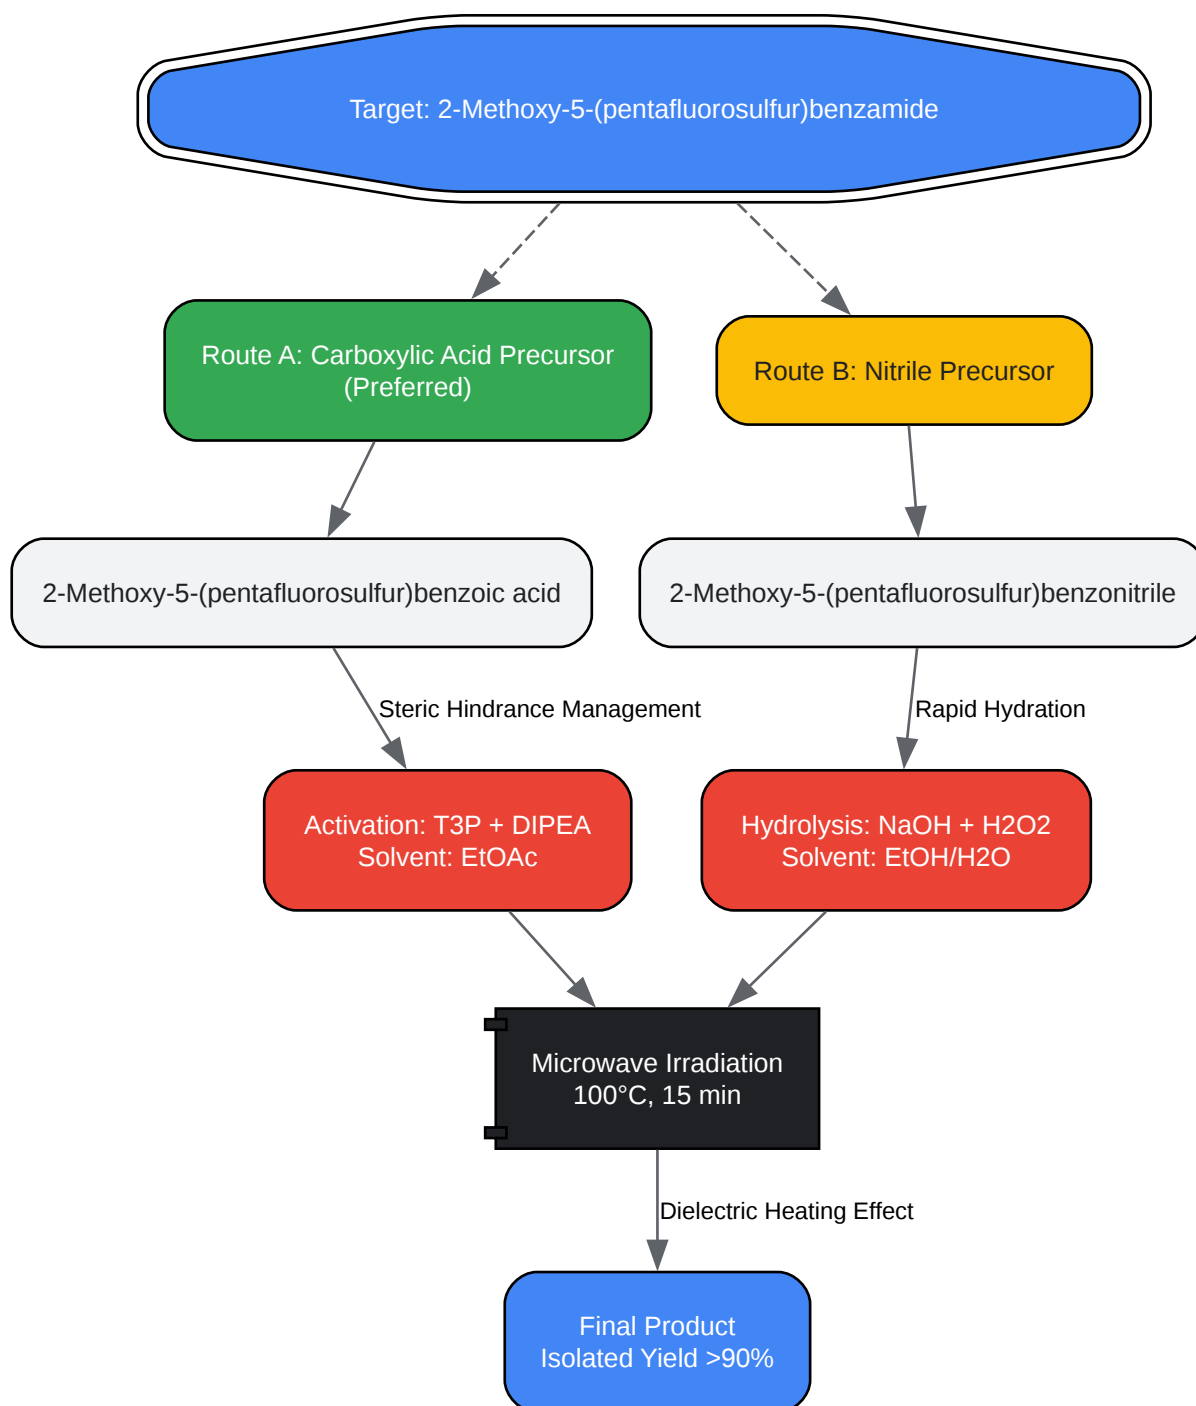 Target: 2-Methoxy-5-(pentafluorosulfur)benzamide
Route A: Carboxylic Acid Precursor
(Preferred)
Route B: Nitrile Precursor
2-Methoxy-5-(pentafluorosulfur)benzoic acid
2-Methoxy-5-(pentafluorosulfur)benzonitrile
Steric Hindrance Management
Rapid Hydration
Activation: T3P + DIPEA
Solvent: EtOAc
Hydrolysis: NaOH + H2O2
Solvent: EtOH/H2O
Microwave Irradiation
100°C, 15 min
Dielectric Heating Effect
Final Product
Isolated Yield >90%